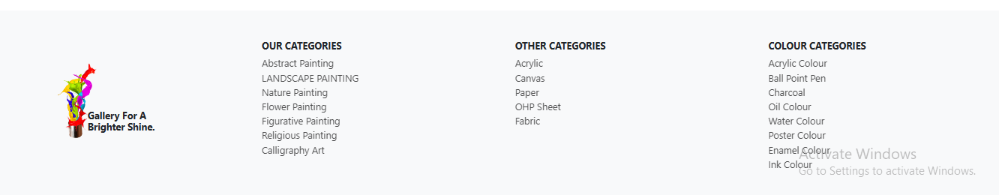 Gallery For A
Brighter Shine.
OUR CATEGORIES
Abstract Painting
LANDSCAPE PAINTING
Nature Painting
Flower Painting
Figurative Painting
Religious Painting
Calligraphy Art
OTHER CATEGORIES
Acrylic
Canvas
Paper
OHP Sheet
Fabric
COLOUR CATEGORIES
Acrylic Colour
Ball Point Pen
Charcoal
Oil Colour
Water Colour
Poster Colour
Enamel Colour
Ink Colour
Activate Windows
Go to Settings to activate Windows.